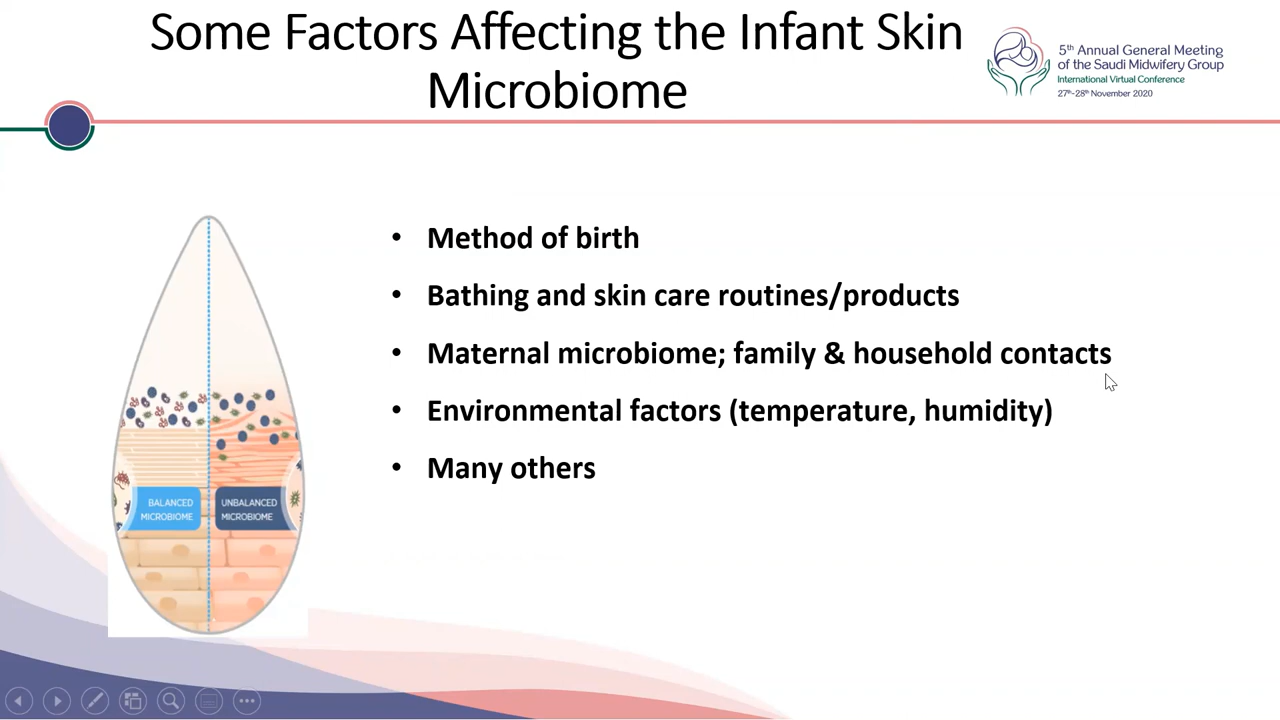 Some Factors Affecting the Infant Skin
Microbiome
5th Annual General Meeting
of the Saudi Midwifery Group
International Virtual Conference
27th-28th November 2020
• Method of birth
• Bathing and skin care routines/products
• Maternal microbiome; family & household contacts
• Environmental factors (temperature, humidity)
• Many others
BALANCED
MICROBIOME
UNBALANCED
MICROBIOME